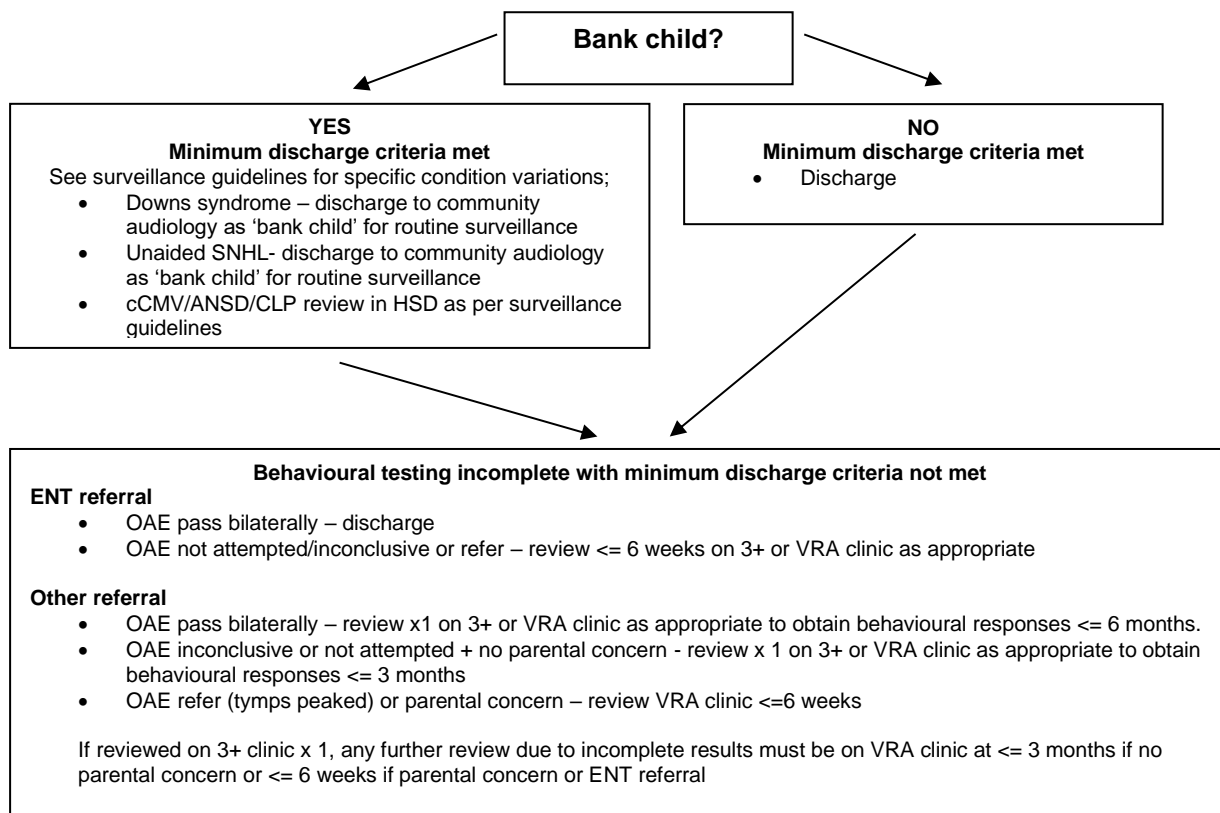 Bank child?
YES
Minimum discharge criteria met
See surveillance guidelines for specific condition variations;
• Downs syndrome – discharge to community
audiology as ‘bank child’ for routine surveillance
• Unaided SNHL- discharge to community audiology
as ‘bank child’ for routine surveillance
• cCMV/ANSD/CLP review in HSD as per surveillance
guidelines
NO
Minimum discharge criteria met
• Discharge
Behavioural testing incomplete with minimum discharge criteria not met
ENT referral
• OAE pass bilaterally – discharge
• OAE not attempted/inconclusive or refer – review <= 6 weeks on 3+ or VRA clinic as appropriate
Other referral
• OAE pass bilaterally – review x1 on 3+ or VRA clinic as appropriate to obtain behavioural responses <= 6 months.
• OAE inconclusive or not attempted + no parental concern - review x 1 on 3+ or VRA clinic as appropriate to obtain
behavioural responses <= 3 months
• OAE refer (tymps peaked) or parental concern – review VRA clinic <=6 weeks
If reviewed on 3+ clinic x 1, any further review due to incomplete results must be on VRA clinic at <= 3 months if no
parental concern or <= 6 weeks if parental concern or ENT referral